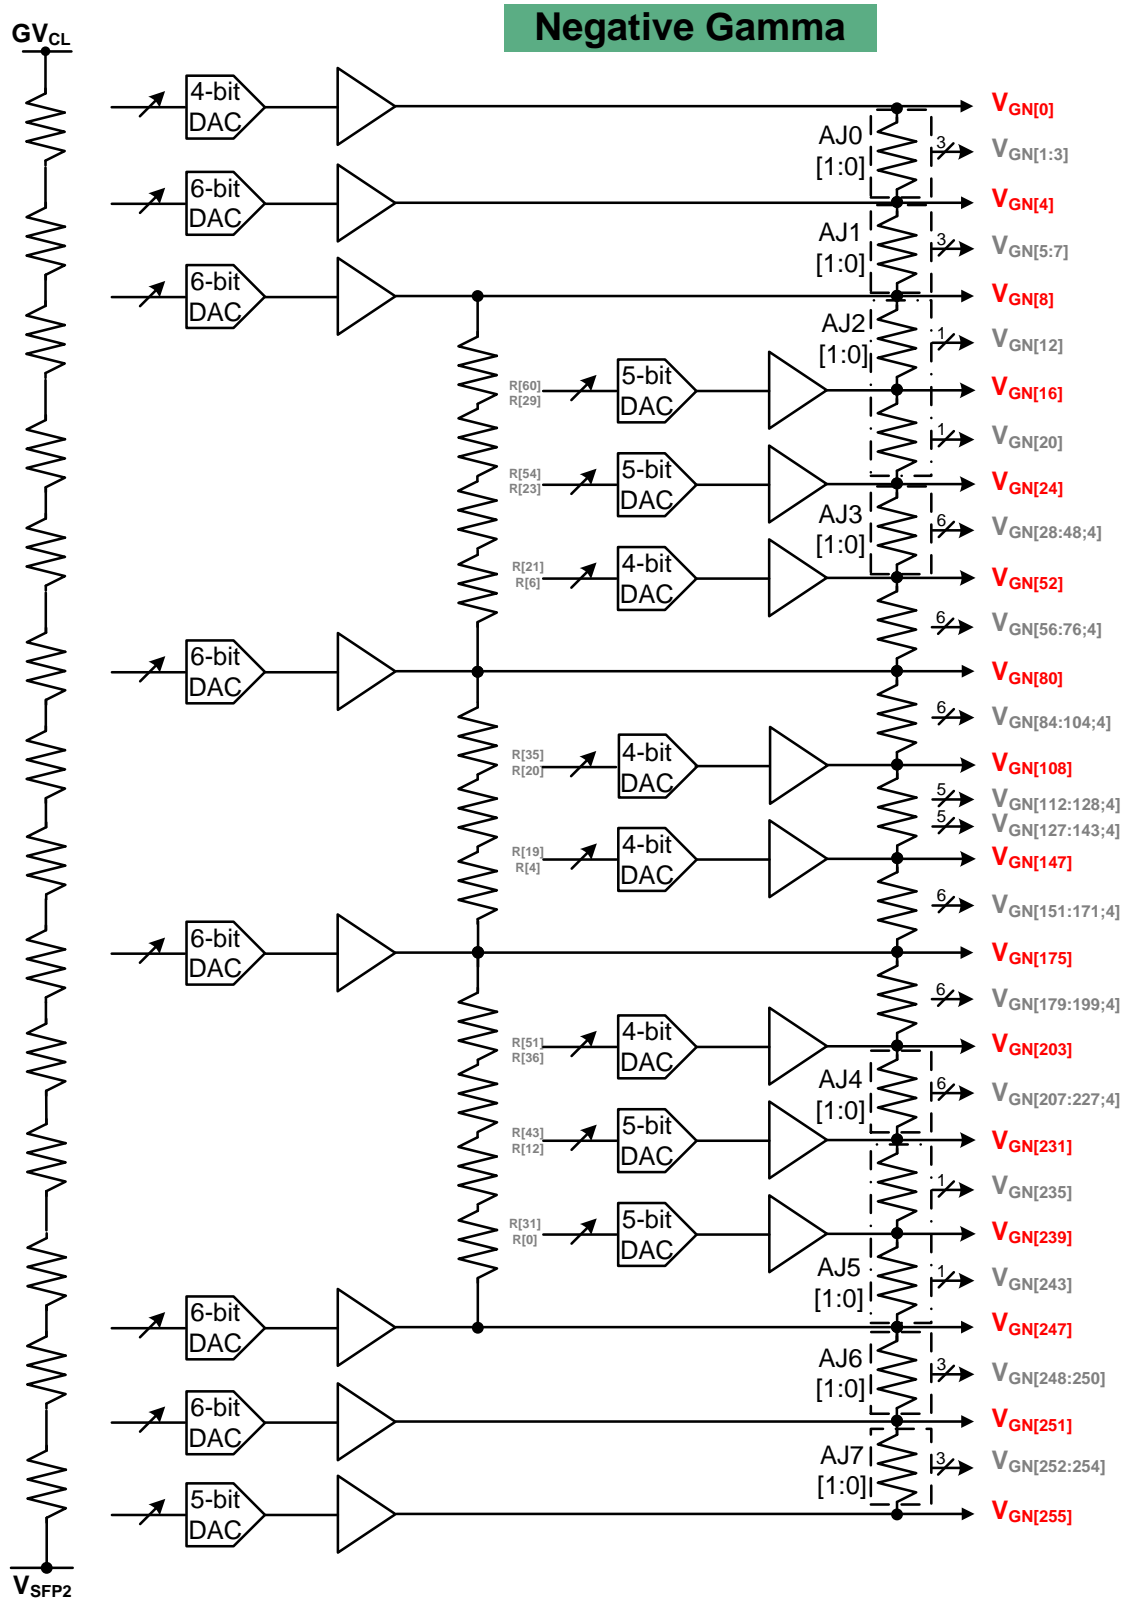 Negative Gamma
GVCL
4-bit
DAC
VGN[0]
AJ0
[1:0]
3
VGN[1:3]
6-bit
DAC
VGN[4]
AJ1
[1:0]
3
VGN[5:7]
6-bit
DAC
VGN[8]
AJ2
[1:0]
1
VGN[12]
R[60]
R[29]
5-bit
DAC
VGN[16]
1
VGN[20]
R[54]
R[23]
5-bit
DAC
VGN[24]
AJ3
[1:0]
6
VGN[28:48;4]
R[21]
R[6]
4-bit
DAC
VGN[52]
6
VGN[56:76;4]
6-bit
DAC
VGN[80]
6
VGN[84:104;4]
R[35]
R[20]
4-bit
DAC
VGN[108]
5
VGN[112:128;4]
5
VGN[127:143;4]
R[19]
R[4]
4-bit
DAC
VGN[147]
6
VGN[151:171;4]
6-bit
DAC
VGN[175]
6
VGN[179:199;4]
R[51]
R[36]
4-bit
DAC
VGN[203]
AJ4
[1:0]
6
VGN[207:227;4]
R[43]
R[12]
5-bit
DAC
VGN[231]
1
VGN[235]
R[31]
R[0]
5-bit
DAC
VGN[239]
AJ5
[1:0]
1
VGN[243]
6-bit
DAC
VGN[247]
AJ6
[1:0]
3
VGN[248:250]
6-bit
DAC
VGN[251]
AJ7
[1:0]
3
VGN[252:254]
5-bit
DAC
VGN[255]
VSFP2